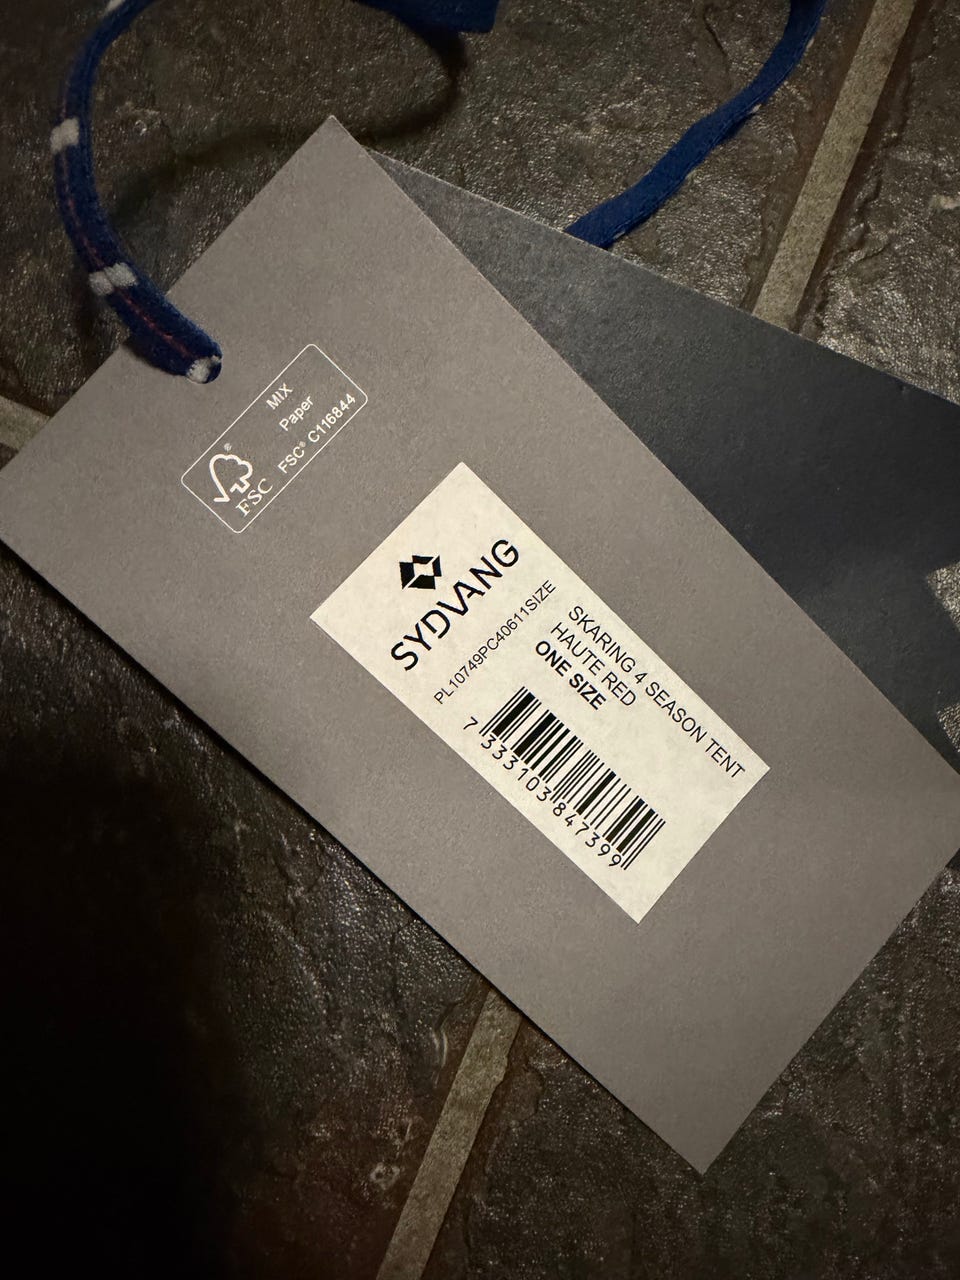 MIX
Paper
FSC® C116844
®
FSC
SYDVANG
PL10749PC40611SIZE
SKARING 4 SEASON TENT
HAUTE RED
ONE SIZE
7 333103 847399